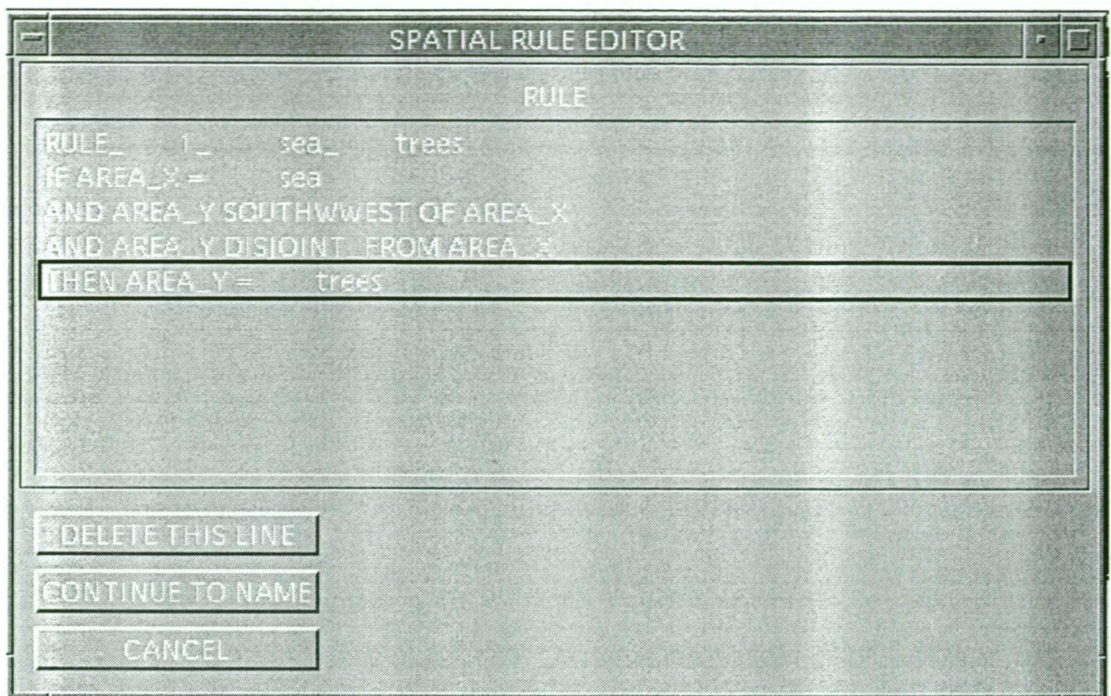 SPATIAL RULE EDITOR
RULE
RULE_ 1_ sea_ trees
IF AREA_X = sea
AND AREA_Y SOUTHWWEST OF AREA_X
AND AREA_Y DISJOINT_FROM AREA_X
THEN AREA_Y = trees
DELETE THIS LINE
CONTINUE TO NAME
CANCEL